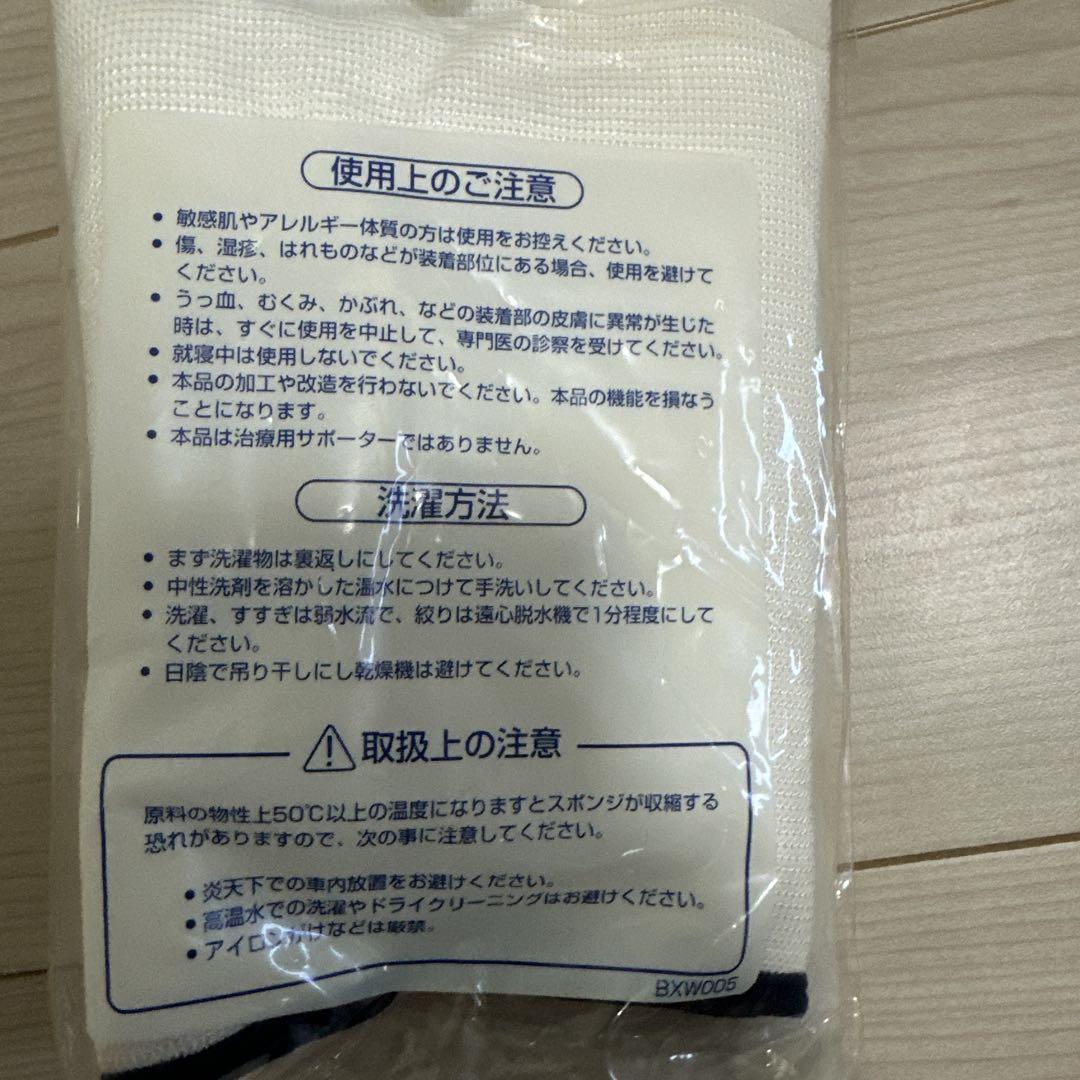 使用上のご注意
• 敏感肌やアレルギー体質の方は使用をお控えください。
• 傷、湿疹、はれものなどが装着部位にある場合、使用を避けて
ください。
• うっ血、むくみ、かぶれ、などの装着部の皮膚に異常が生じた
時は、すぐに使用を中止して、専門医の診察を受けてください。
• 就寝中は使用しないでください。
• 本品の加工や改造を行わないでください。本品の機能を損なう
ことになります。
• 本品は治療用サポーターではありません。
洗濯方法
• まず洗濯物は裏返しにしてください。
• 中性洗剤を溶かした温水につけて手洗いしてください。
• 洗濯、すすぎは弱水流で、絞りは遠心脱水機で1分程度にして
ください。
• 日陰で吊り干しにし乾燥機は避けてください。
取扱上の注意
原料の物性上50℃以上の温度になりますとスポンジが収縮する
恐れがありますので、次の事に注意してください。
• 炎天下での車内放置をお避けください。
• 高温水での洗濯やドライクリーニングはお避けください。
• アイロンがけなどは厳禁。
BXW005